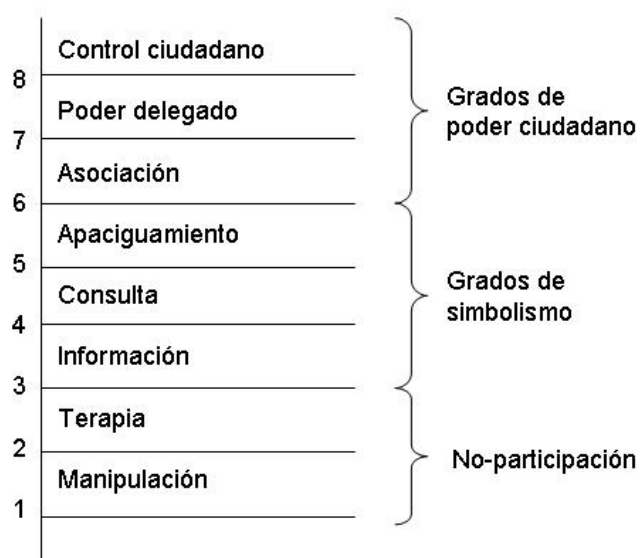 Control ciudadano
8
Poder delegado
7
Asociación
6
Apaciguamiento
5
Consulta
4
Información
3
Terapia
2
Manipulación
1
Grados de
poder ciudadano
Grados de
simbolismo
No-participación